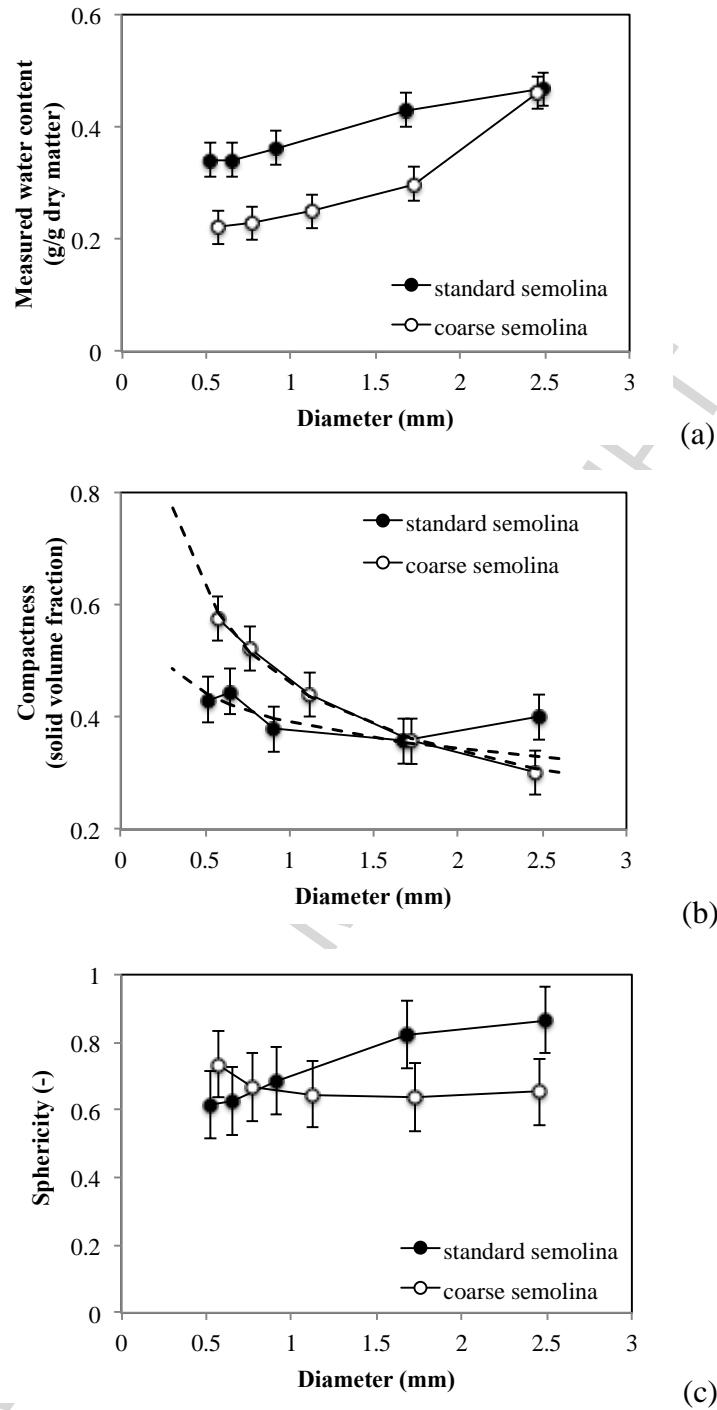 0.6
0.4
0.2
0
Measured water content
(g/g dry matter)
standard semolina
coarse semolina
0 0.5 1 1.5 2 2.5 3
Diameter (mm)
(a)
0.8
0.6
0.4
0.2
Compactness
(solid volume fraction)
standard semolina
coarse semolina
0 0.5 1 1.5 2 2.5 3
Diameter (mm)
(b)
1
0.8
0.6
0.4
0.2
0
Sphericity (-)
standard semolina
coarse semolina
0 0.5 1 1.5 2 2.5 3
Diameter (mm)
(c)